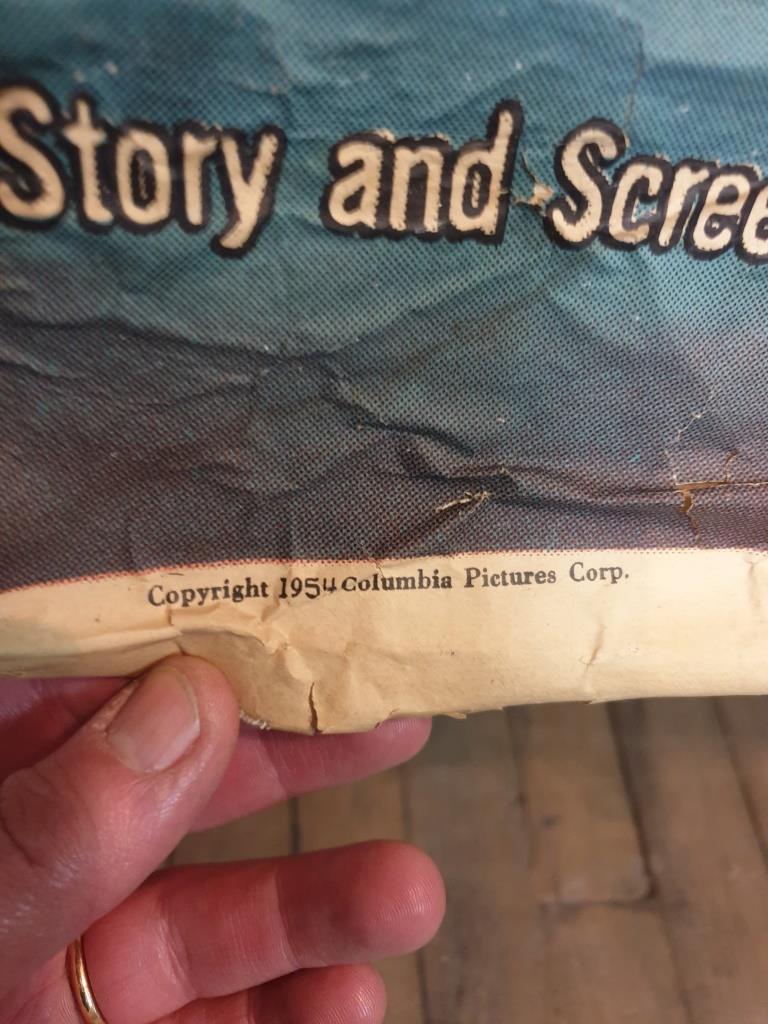 Story and Scree
Copyright 1954 Columbia Pictures Corp.